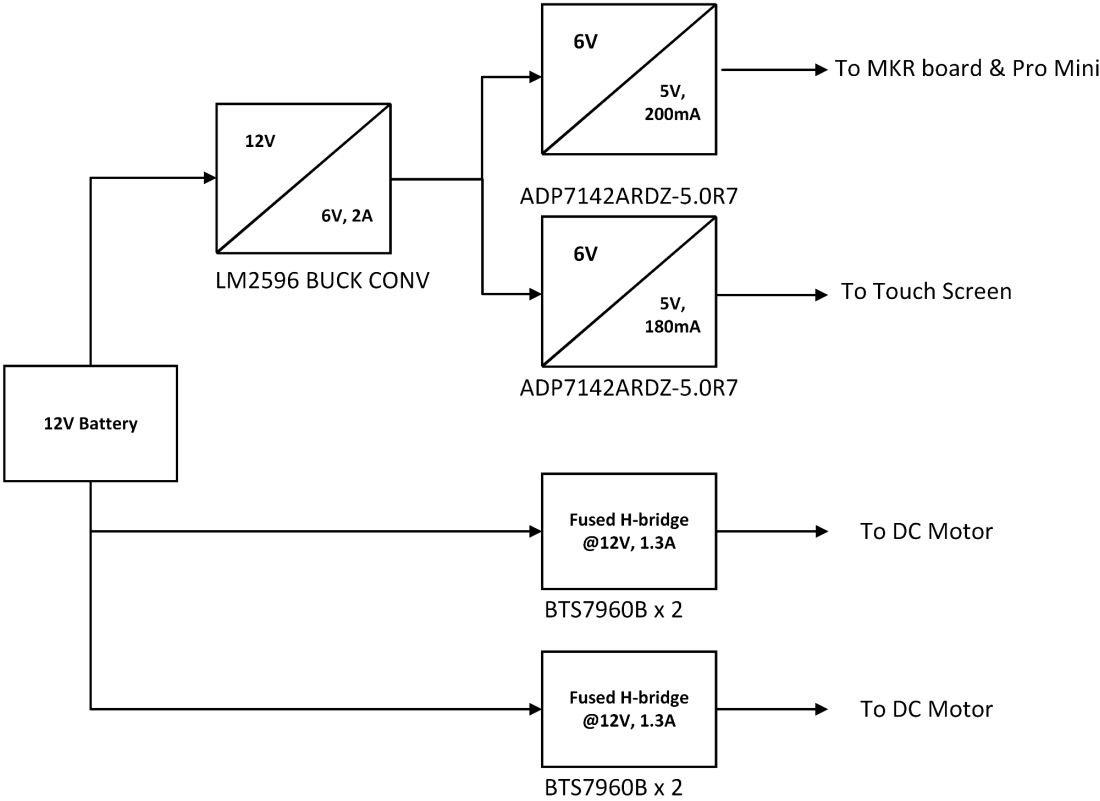 6V
5V,
200mA
To MKR board & Pro Mini
ADP7142ARDZ-5.0R7
12V
6V, 2A
LM2596 BUCK CONV
6V
5V,
180mA
To Touch Screen
ADP7142ARDZ-5.0R7
12V Battery
Fused H-bridge
@12V, 1.3A
To DC Motor
BTS7960B x 2
Fused H-bridge
@12V, 1.3A
To DC Motor
BTS7960B x 2